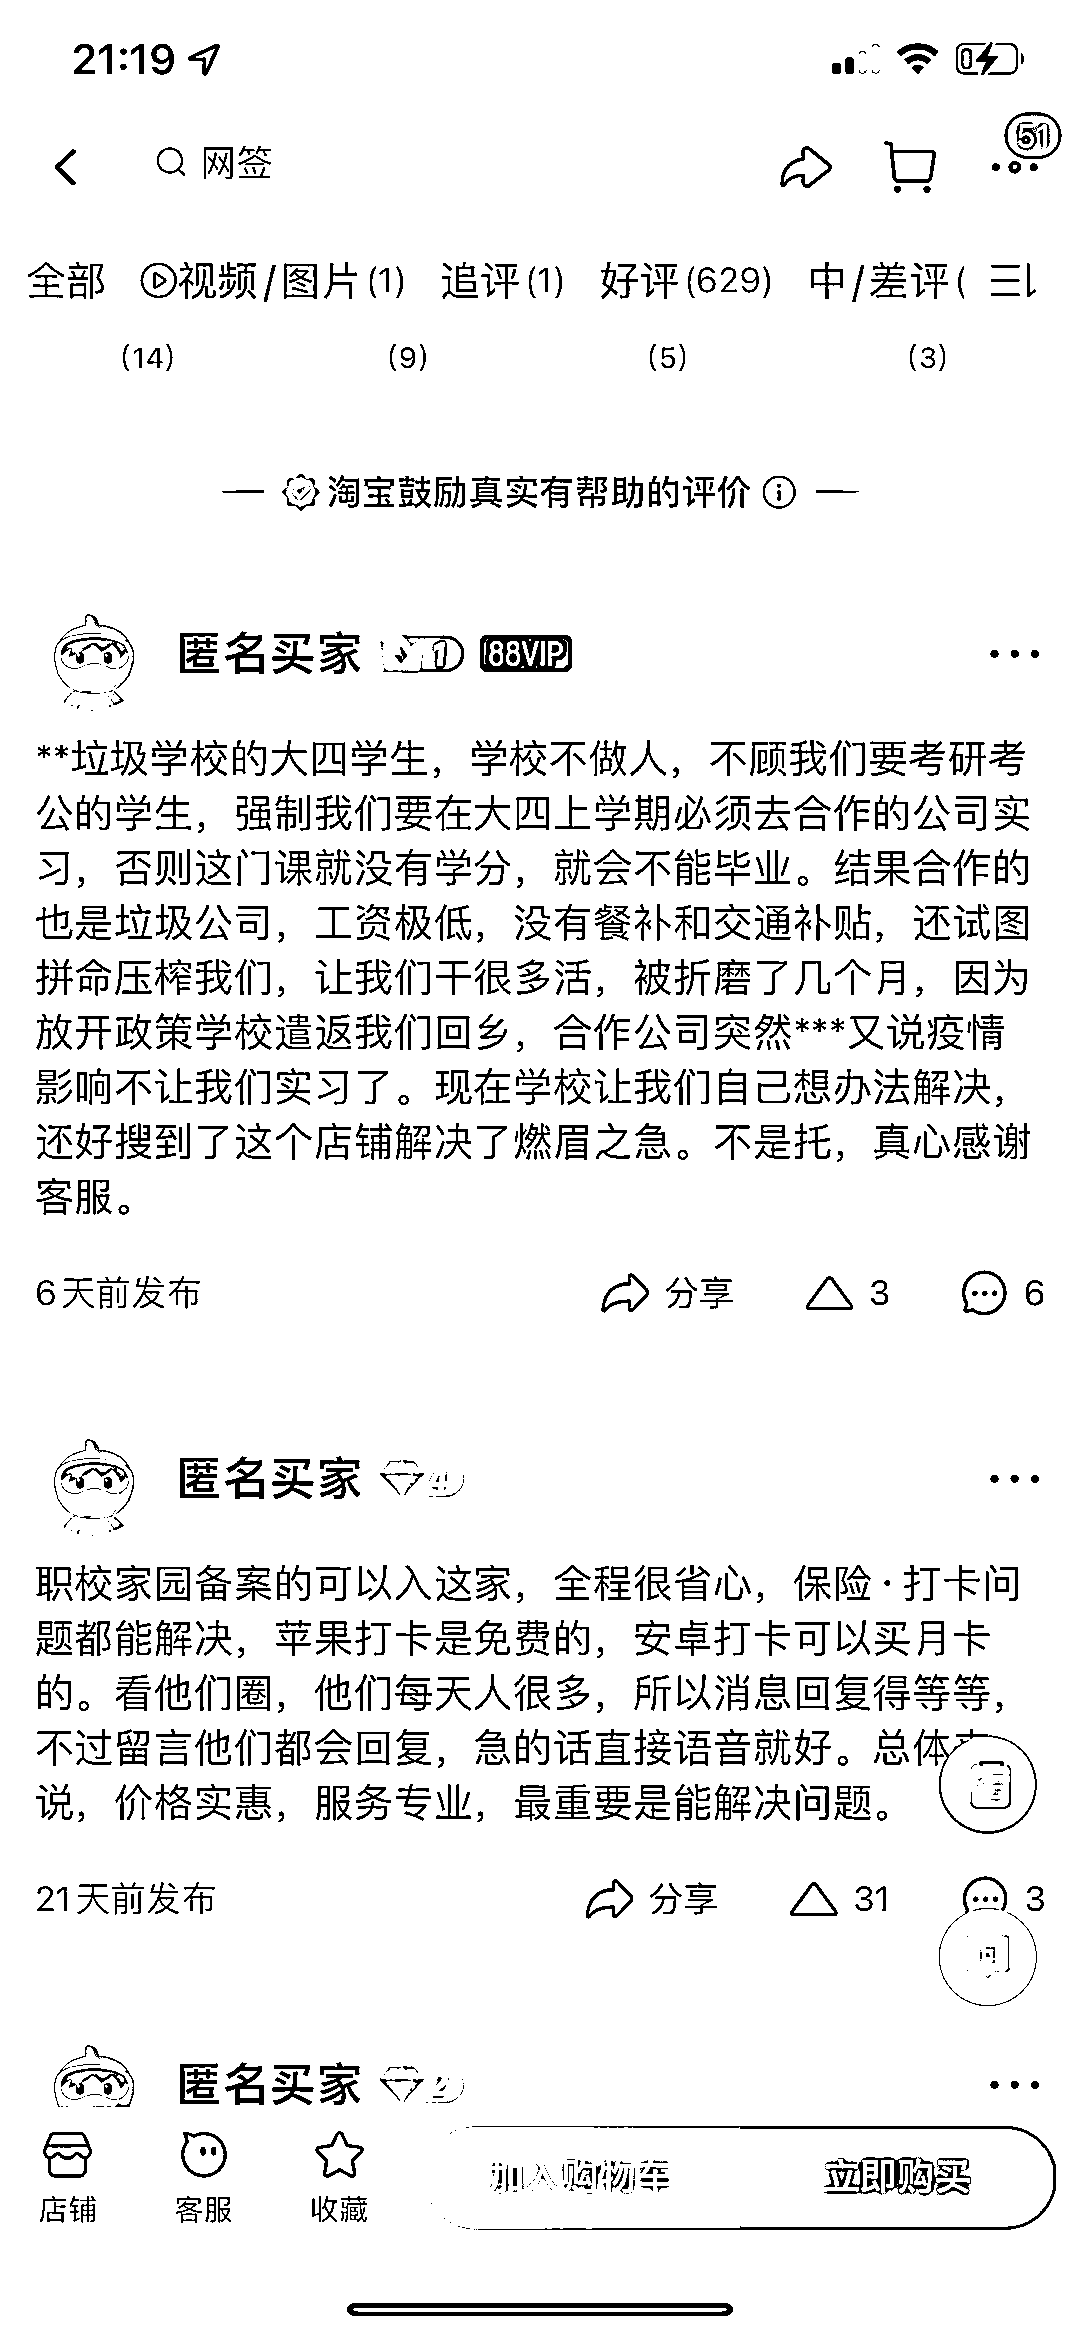 21:19
网签
51
全部 视频/图片(1) 追评(1) 好评(629) 中/差评(
(14) (9) (5) (3)
淘宝鼓励真实有帮助的评价
匿名买家 1 88VIP
**垃圾学校的大四学生，学校不做人，不顾我们要考研考
公的学生，强制我们要在大四上学期必须去合作的公司实
习，否则这门课就没有学分，就会不能毕业。结果合作的
也是垃圾公司，工资极低，没有餐补和交通补贴，还试图
拼命压榨我们，让我们干很多活，被折磨了几个月，因为
放开政策学校遣返我们回乡，合作公司突然***又说疫情
影响不让我们实习了。现在学校让我们自己想办法解决，
还好搜到了这个店铺解决了燃眉之急。不是托，真心感谢
客服。
6天前发布 分享 3 6
匿名买家 4
职校家园备案的可以入这家，全程很省心，保险·打卡问
题都能解决，苹果打卡是免费的，安卓打卡可以买月卡
的。看他们圈，他们每天人很多，所以消息回复得等等，
不过留言他们都会回复，急的话直接语音就好。总体来
说，价格实惠，服务专业，最重要是能解决问题。
21天前发布 分享 31 3
问
匿名买家 2
店铺 客服 收藏 加入购物车 立即购买